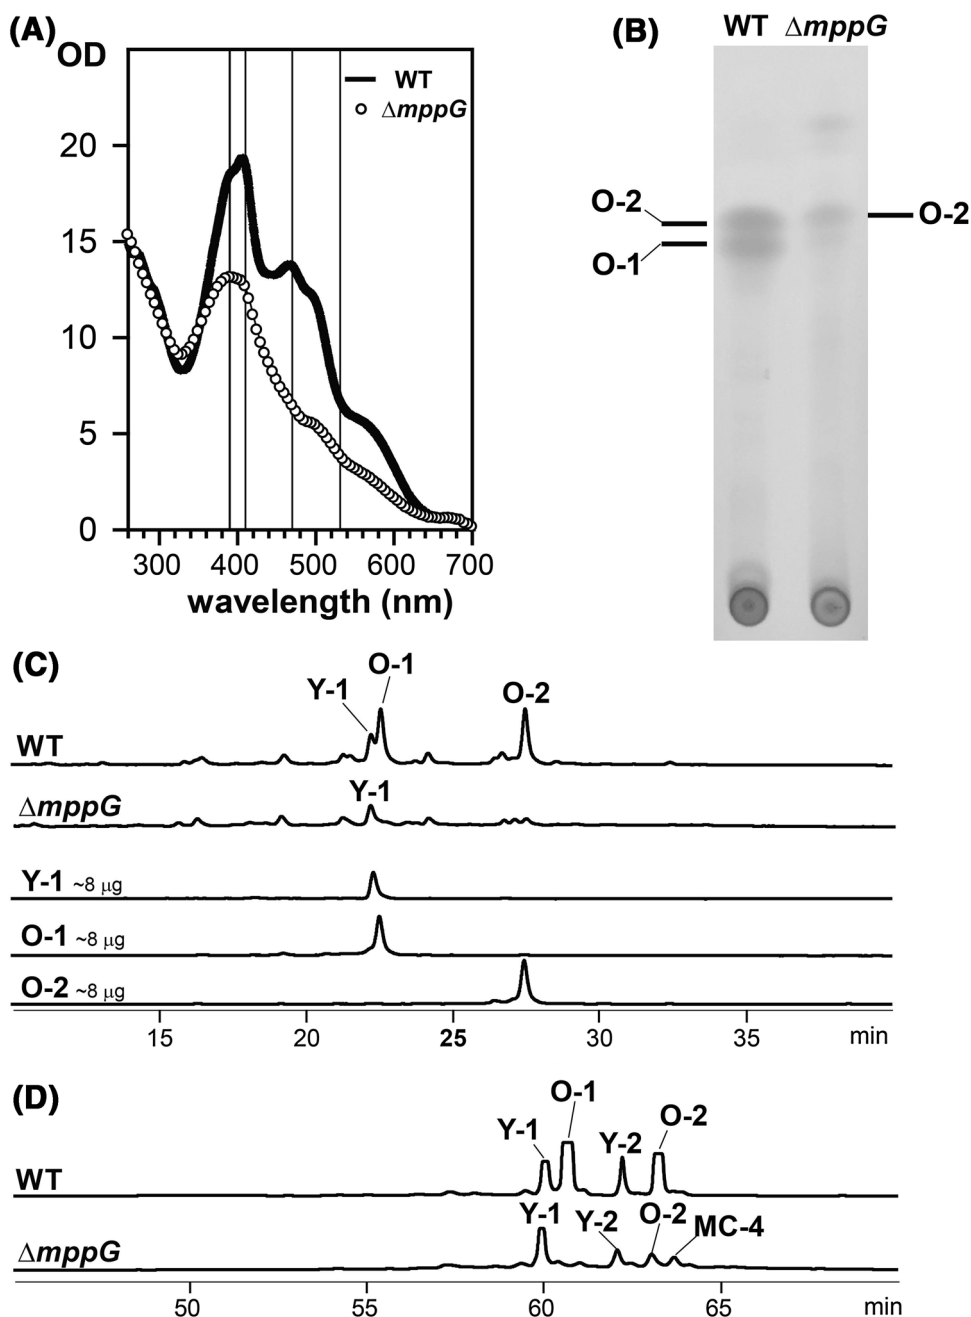 (A)
OD
WT
ΔmppG
20
15
10
5
0
300 400 500 600 700
wavelength (nm)
(B)
WT ΔmppG
O-2
O-1
O-2
(C)
WT
Y-1
O-1
O-2
ΔmppG
Y-1
Y-1 ~8 μg
O-1 ~8 μg
O-2 ~8 μg
15 20 25 30 35 min
(D)
WT
Y-1
O-1
Y-2
O-2
ΔmppG
Y-1
Y-2
O-2
MC-4
50 55 60 65 min